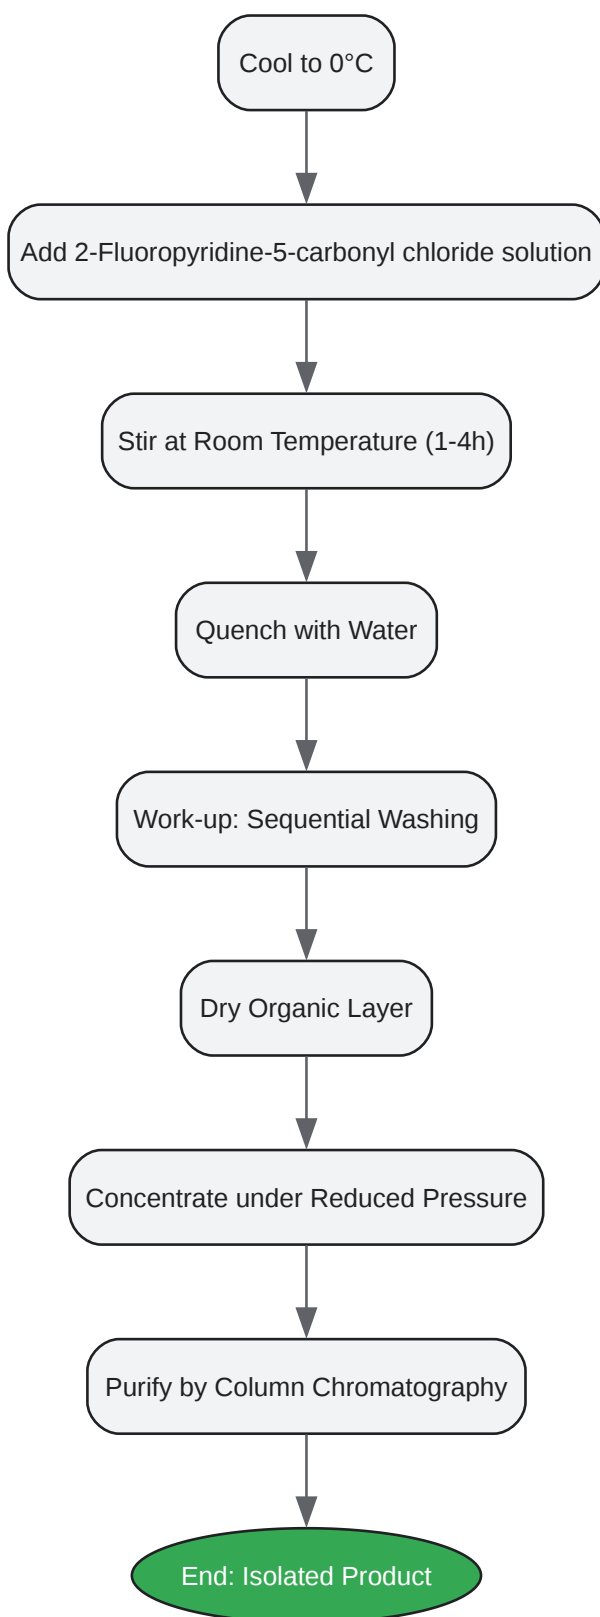 Cool to 0°C
Add 2-Fluoropyridine-5-carbonyl chloride solution
Stir at Room Temperature (1-4h)
Quench with Water
Work-up: Sequential Washing
Dry Organic Layer
Concentrate under Reduced Pressure
Purify by Column Chromatography
End: Isolated Product